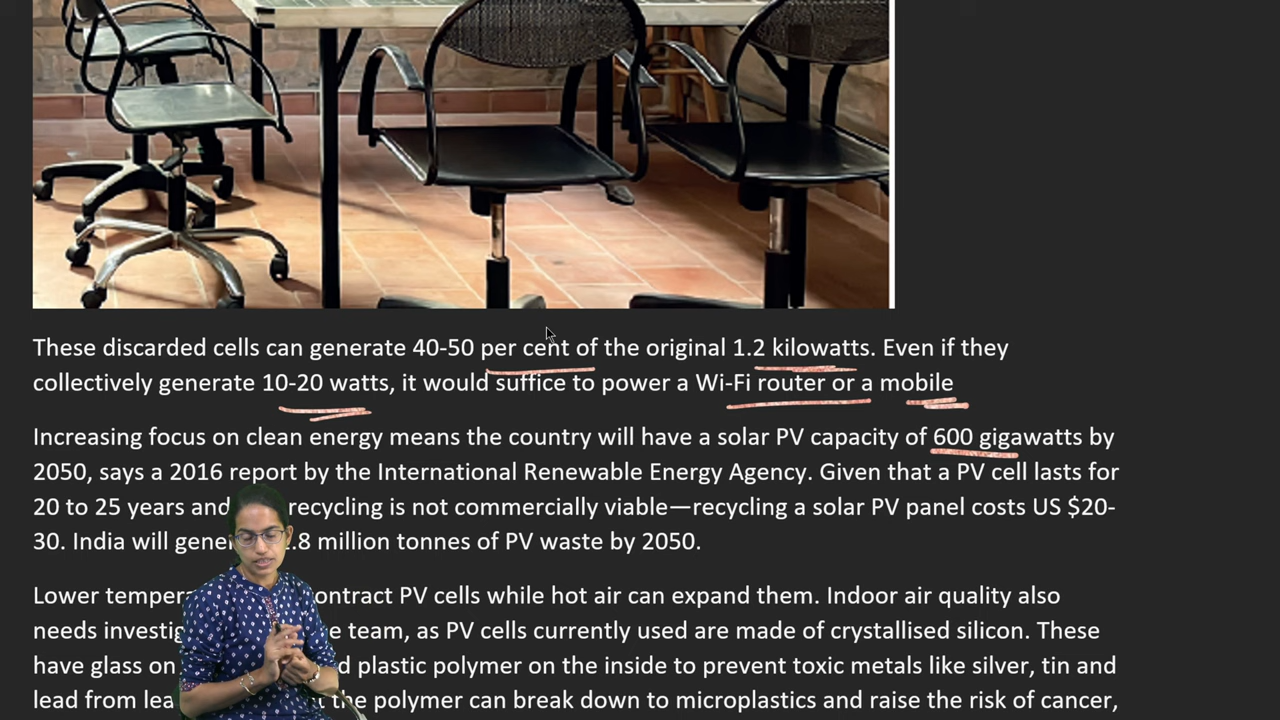 These discarded cells can generate 40-50 per cent of the original 1.2 kilowatts. Even if they
collectively generate 10-20 watts, it would suffice to power a Wi-Fi router or a mobile
Increasing focus on clean energy means the country will have a solar PV capacity of 600 gigawatts by
2050, says a 2016 report by the International Renewable Energy Agency. Given that a PV cell lasts for
20 to 25 years and recycling is not commercially viable—recycling a solar PV panel costs US $20-
30. India will .8 million tonnes of PV waste by 2050.
Lower PV cells while hot air can expand them. Indoor air quality also
needs team, as PV cells currently used are made of crystallised silicon. These
have glass on plastic polymer on the inside to prevent toxic metals like silver, tin and
lead from the polymer can break down to microplastics and raise the risk of cancer,